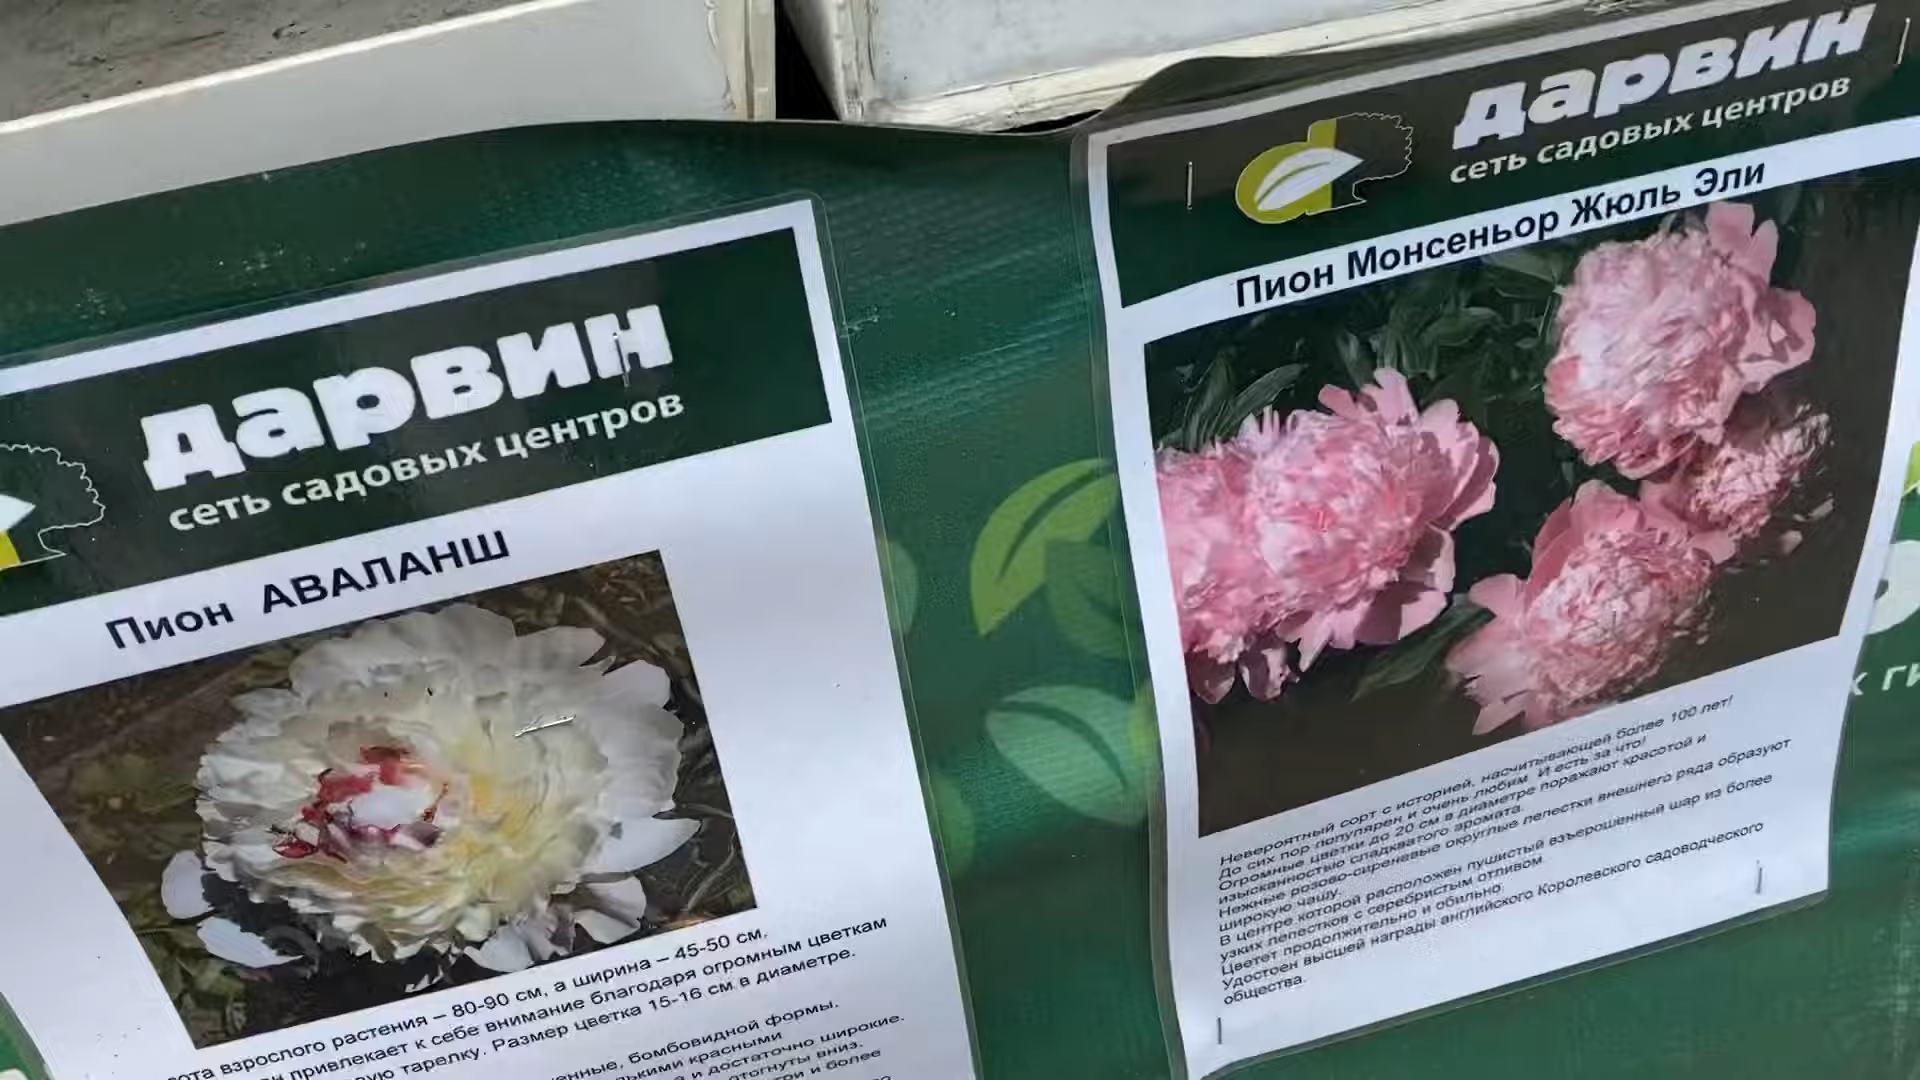 дарвин
сеть садовых центров
Пион АВАЛАНШ
ота взрослого растения – 80-90 см, а ширина – 45-50 см.
привлекает к себе внимание благодаря огромным цветкам
тарелку. Размер цветка 15-16 см в диаметре.
бомбовидной формы.
красными
и достаточно широкие.
отогнуты вниз.
и более
дарвин
сеть садовых центров
Пион Монсеньор Жюль Эли
Невероятный сорт с историей, насчитывающей более 100 лет!
До сих пор популярен и очень любим. И есть за что!
Огромные цветки до 20 см в диаметре поражают красотой и
изысканностью сладкватого аромата.
Нежные розово-сиреневые округлые лепестки внешнего ряда образуют
широкую чашу.
В центре которой расположен пушистый взъерошенный шар из более
узких лепестков с серебристым отливом.
Цветет продолжительно и обильно.
Удостоен высшей награды английского Королевского садоводческого
общества.